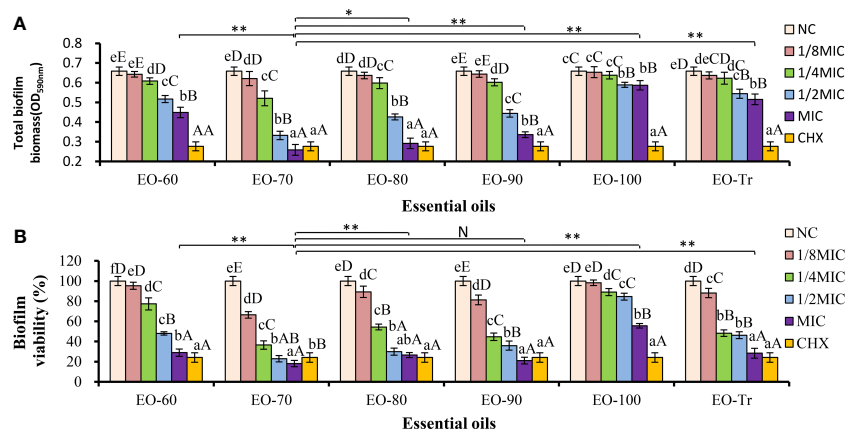 A
*
**
**
**
**
NC
1/8MIC
1/4MIC
1/2MIC
MIC
CHX
Total biofilm
biomass(OD590nm)
0.8
0.7
0.6
0.5
0.4
0.3
0.2
eE eE dD cC bB AA
eD dD cC bB aA aA
dD dD cC bB aA aA
eE eE dD cC bB aA
cC cC bC bB bB aA
eD deCD dC cB bB aA
EO-60 EO-70 EO-80 EO-90 EO-100 EO-Tr
Essential oils
B
**
N
**
**
**
NC
1/8MIC
1/4MIC
1/2MIC
MIC
CHX
Biofilm
viability (%)
120
100
80
60
40
20
0
fD eD dC cB bA aA
eE dD cC bAB aA bB
eD dC cB bA abA aA
eE dD cC bB aA aA
eD eD dC cC bB aA
dD cC bB bB aA aA
EO-60 EO-70 EO-80 EO-90 EO-100 EO-Tr
Essential oils